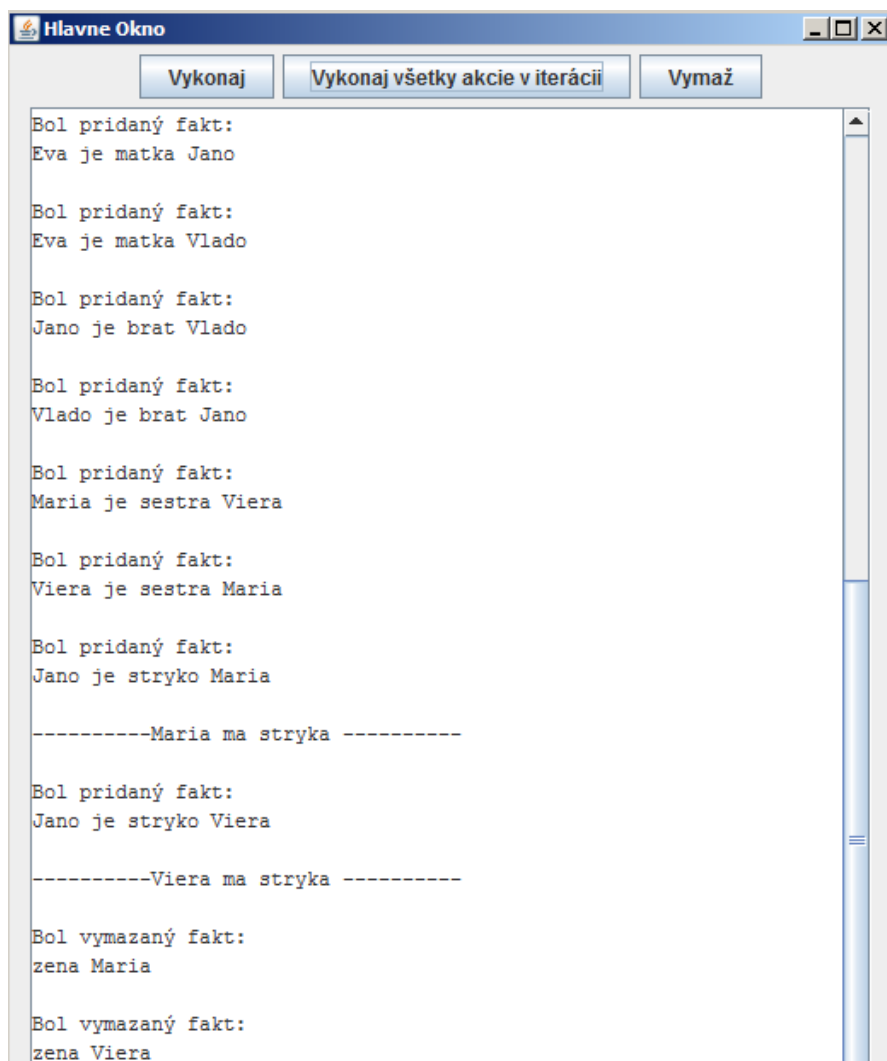 Hlavne Okno
Vykonaj Vykonaj všetky akcie v iterácii Vymaž
Bol pridaný fakt:
Eva je matka Jano
Bol pridaný fakt:
Eva je matka Vlado
Bol pridaný fakt:
Jano je brat Vlado
Bol pridaný fakt:
Vlado je brat Jano
Bol pridaný fakt:
Maria je sestra Viera
Bol pridaný fakt:
Viera je sestra Maria
Bol pridaný fakt:
Jano je stryko Maria
----------Maria ma stryka ----------
Bol pridaný fakt:
Jano je stryko Viera
----------Viera ma stryka ----------
Bol vymazaný fakt:
zena Maria
Bol vymazaný fakt:
zena Viera